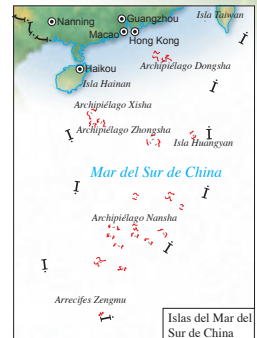 Nanning
Guangzhou
Isla Taiwan
Macao
Hong Kong
Haikou
Archipiélago Dongsha
Isla Hainan
Archipiélago Xisha
Archipiélago Zhongsha
Isla Huangyan
Mar del Sur de China
Archipiélago Nansha
Arrecifes Zengmu
Islas del Mar del
Sur de China